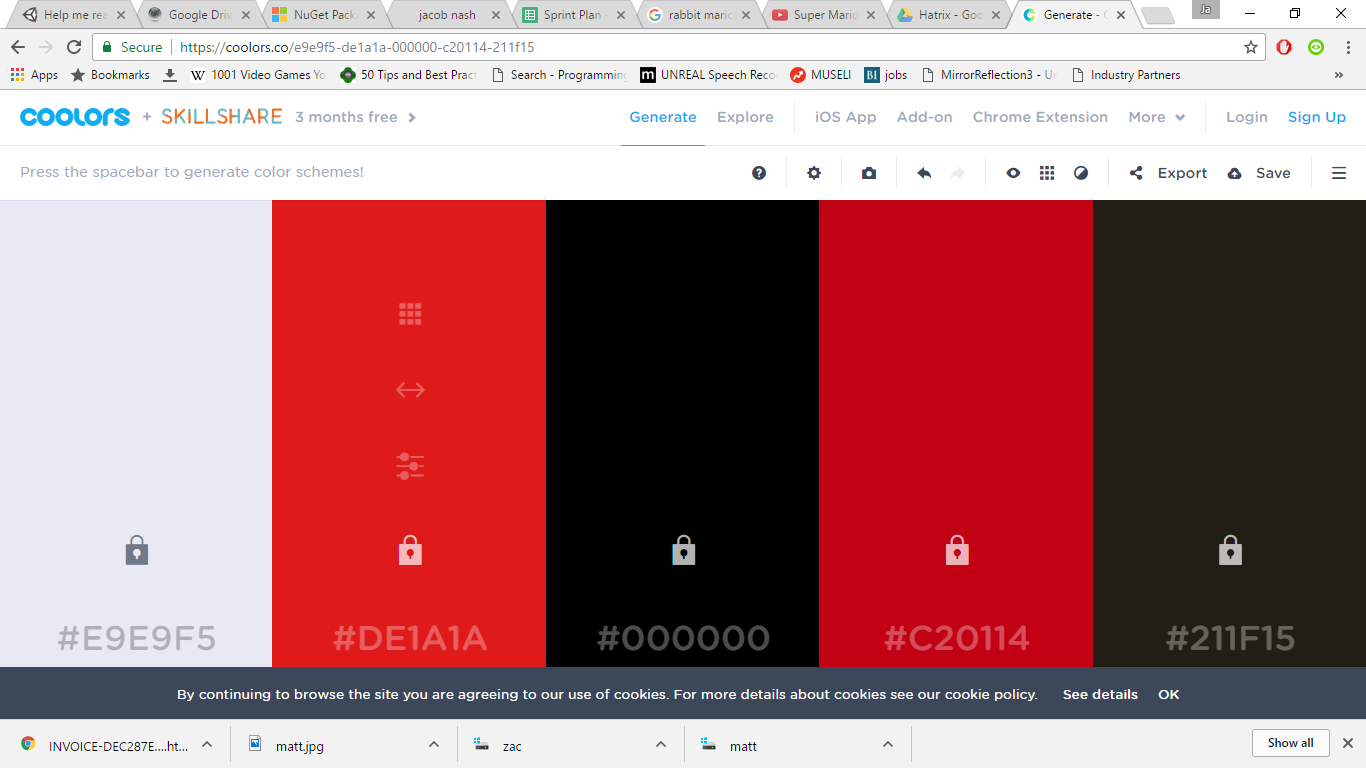 Help me rea
Google Driv
NuGet Pack
jacob nash
Sprint Plan -
rabbit mario
Super Mario
Hatrix - Goo
Generate - C
Ja
Secure
https://coolors.co/e9e9f5-de1a1a-000000-c20114-211f15
Apps
Bookmarks
1001 Video Games Yo
50 Tips and Best Pract
Search - Programming
UNREAL Speech Reco
MUSELI
BI jobs
MirrorReflection3 - Un
Industry Partners
»
coolors + SKILLSHARE 3 months free
Generate
Explore
iOS App
Add-on
Chrome Extension
More
Login
Sign Up
Press the spacebar to generate color schemes!
Export
Save
#E9E9F5
#DE1A1A
#000000
#C20114
#211F15
By continuing to browse the site you are agreeing to our use of cookies. For more details about cookies see our cookie policy.
See details
OK
INVOICE-DEC287E....ht...
matt.jpg
zac
matt
Show all